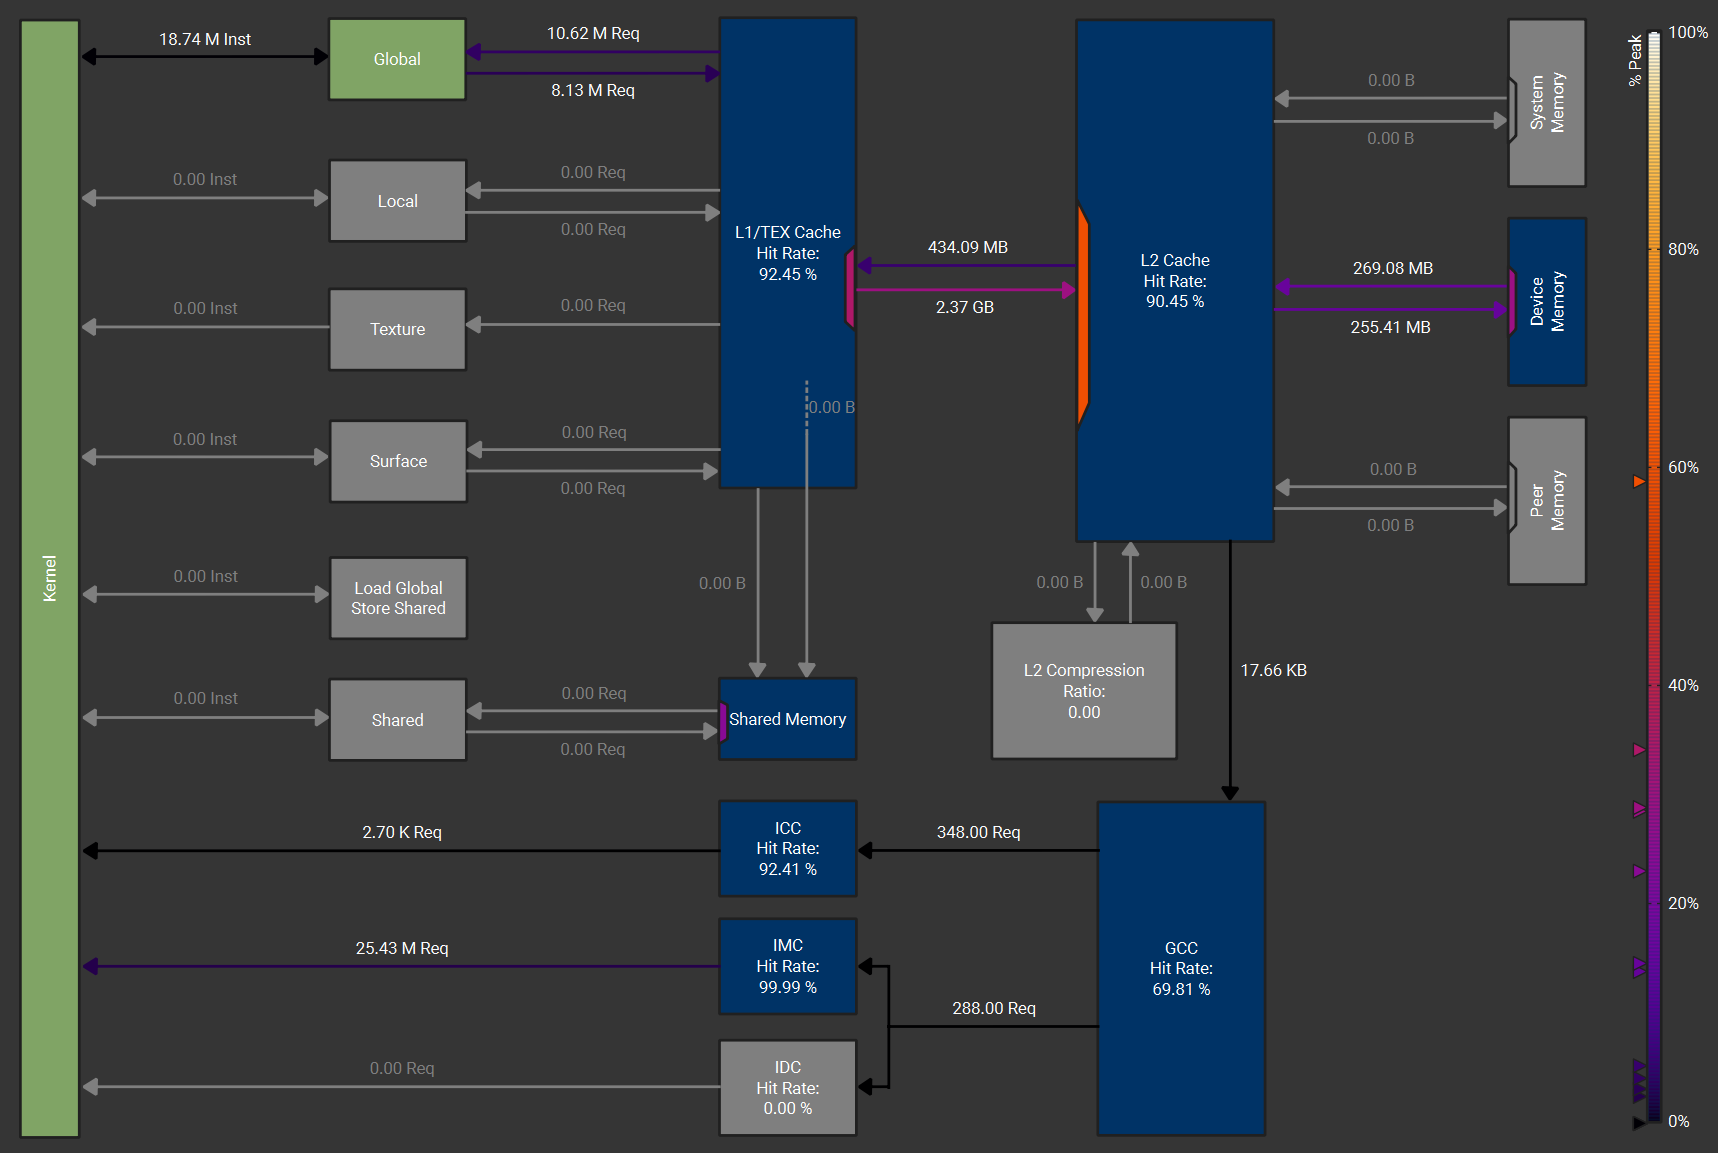 18.74 M Inst
Global
10.62 M Req
8.13 M Req
0.00 Inst
Local
0.00 Req
0.00 Req
0.00 Inst
Texture
0.00 Req
0.00 Inst
Surface
0.00 Req
0.00 Req
0.00 Inst
Load Global
Store Shared
0.00 Inst
Shared
0.00 Req
0.00 Req
Kernel
L1/TEX Cache
Hit Rate:
92.45 %
0.00 B
0.00 B
Shared Memory
434.09 MB
2.37 GB
L2 Cache
Hit Rate:
90.45 %
0.00 B
0.00 B
System
Memory
269.08 MB
255.41 MB
Device
Memory
0.00 B
0.00 B
Peer
Memory
0.00 B
0.00 B
L2 Compression
Ratio:
0.00
17.66 KB
2.70 K Req
ICC
Hit Rate:
92.41 %
348.00 Req
25.43 M Req
IMC
Hit Rate:
99.99 %
288.00 Req
GCC
Hit Rate:
69.81 %
0.00 Req
IDC
Hit Rate:
0.00 %
% Peak
100%
80%
60%
40%
20%
0%